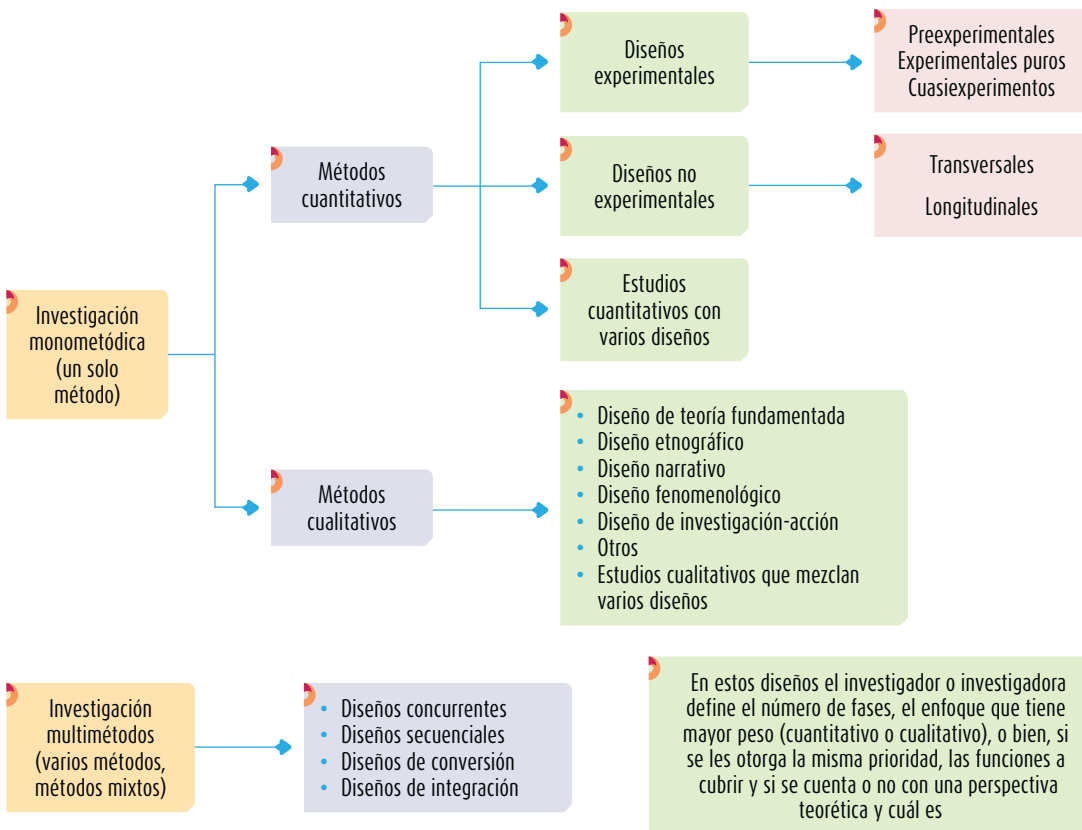 Investigación
monometódica
(un solo
método)
Métodos
cuantitativos
Diseños
experimentales
Preexperimentales
Experimentales puros
Cuasiexperimentos
Diseños no
experimentales
Transversales
Longitudinales
Estudios
cuantitativos con
varios diseños
Métodos
cualitativos
• Diseño de teoría fundamentada
• Diseño etnográfico
• Diseño narrativo
• Diseño fenomenológico
• Diseño de investigación-acción
• Otros
• Estudios cualitativos que mezclan
varios diseños
Investigación
multimétodos
(varios métodos,
métodos mixtos)
• Diseños concurrentes
• Diseños secuenciales
• Diseños de conversión
• Diseños de integración
En estos diseños el investigador o investigadora
define el número de fases, el enfoque que tiene
mayor peso (cuantitativo o cualitativo), o bien, si
se les otorga la misma prioridad, las funciones a
cubrir y si se cuenta o no con una perspectiva
teorética y cuál es